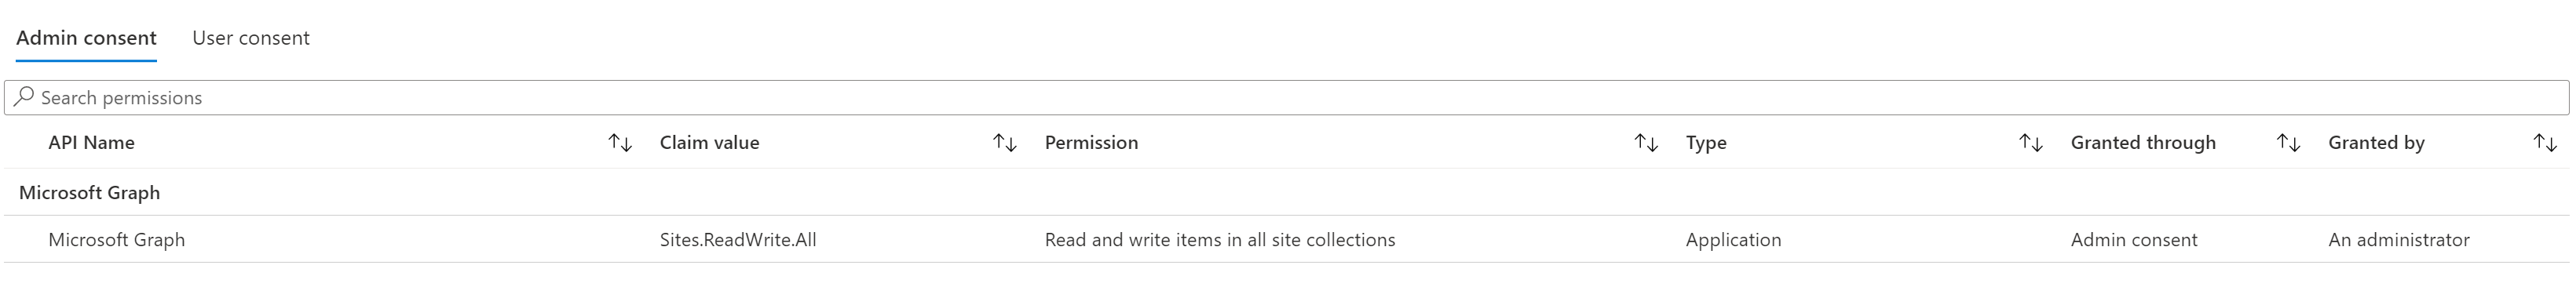 Admin consent User consent
Search permissions
API Name Claim value Permission Type Granted through Granted by
Microsoft Graph
Microsoft Graph Sites.ReadWrite.All Read and write items in all site collections Application Admin consent An administrator